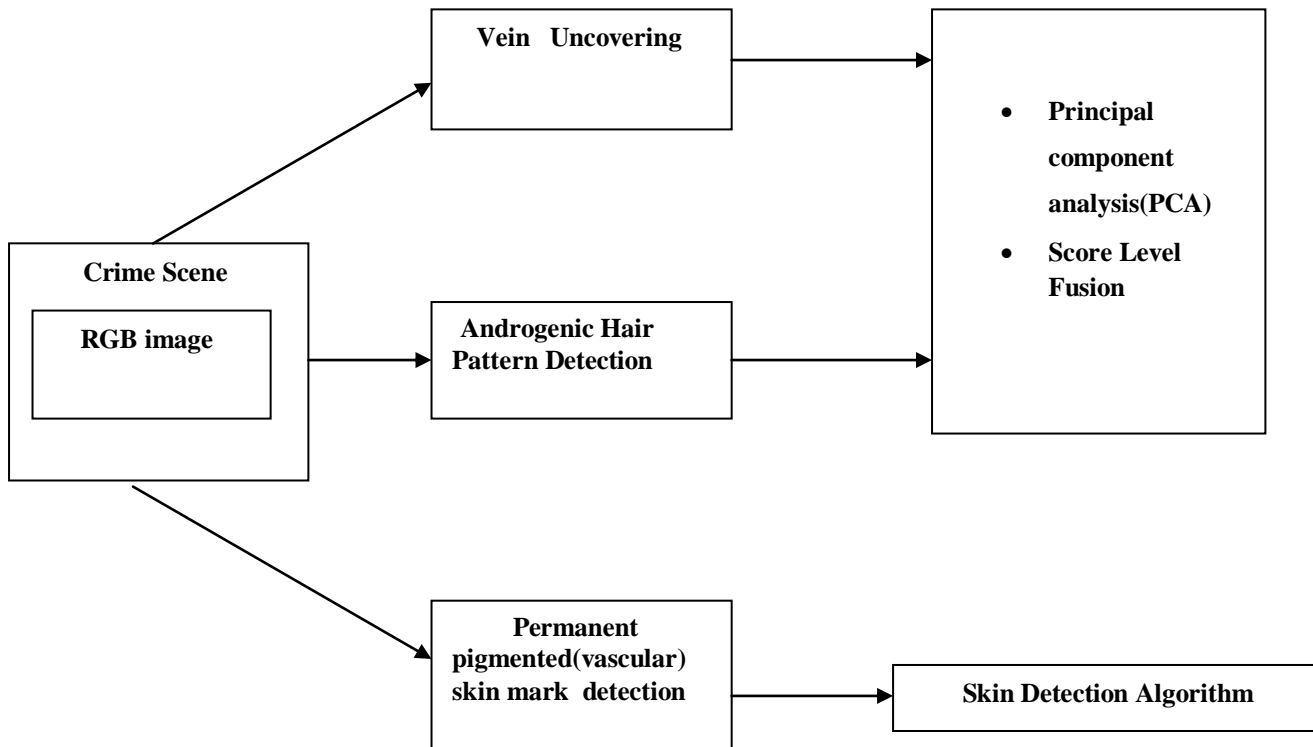 Vein Uncovering
• Principal
component
analysis(PCA)
• Score Level
Fusion
Crime Scene
RGB image
Androgenic Hair
Pattern Detection
Permanent
pigmented(vascular)
skin mark detection
Skin Detection Algorithm